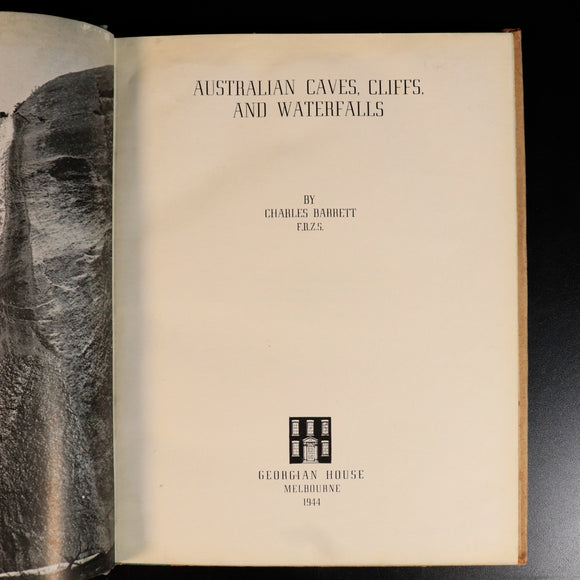 AUSTRALIAN CAVES, CLIFFS,
AND WATERFALLS
BY
CHARLES BARRETT
F.R.Z.S.
GEORGIAN HOUSE
MELBOURNE
1944